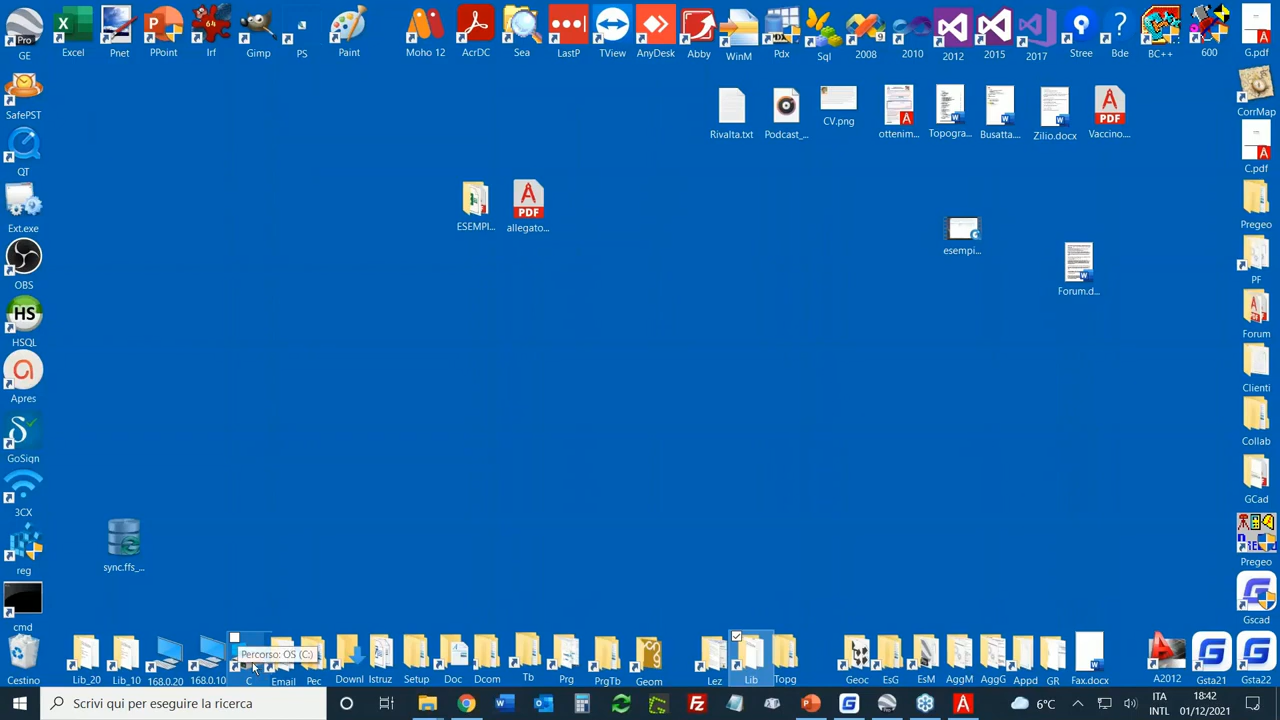 GE
Excel
Pnet
PPoint
Irf
Gimp
PS
Paint
Moho 12
AcrDC
Sea
LastP
TView
AnyDesk
Abby
WinM
Pdx
Sql
2008
2010
2012
2015
2017
Stree
Bde
BC++
600
G.pdf
SafePST
Rivalta.txt
Podcast_...
CV.png
ottenim...
Topogra...
Busatta....
Zilio.docx
Vaccino....
CorrMap
QT
C.pdf
Ext.exe
ESEMPI...
allegato...
esempi...
Pregeo
OBS
Forum.d...
PF
HSQL
Forum
Apres
Clienti
GoSign
Collab
3CX
GCad
reg
sync.ffs_...
Pregeo
cmd
Gscad
Percorso: OS (C:)
Cestino
Lib_20
Lib_10
168.0.20
168.0.10
C
Email
Pec
Downl
Istruz
Setup
Doc
Dcom
Tb
Prg
PrgTb
Geom
Lez
Lib
Topg
Geoc
EsG
EsM
AggM
AggG
Appd
GR
Fax.docx
A2012
Gsta21
Gsta22
Scrivi qui per eseguire la ricerca
6°C
ITA
INTL
18:42
01/12/2021